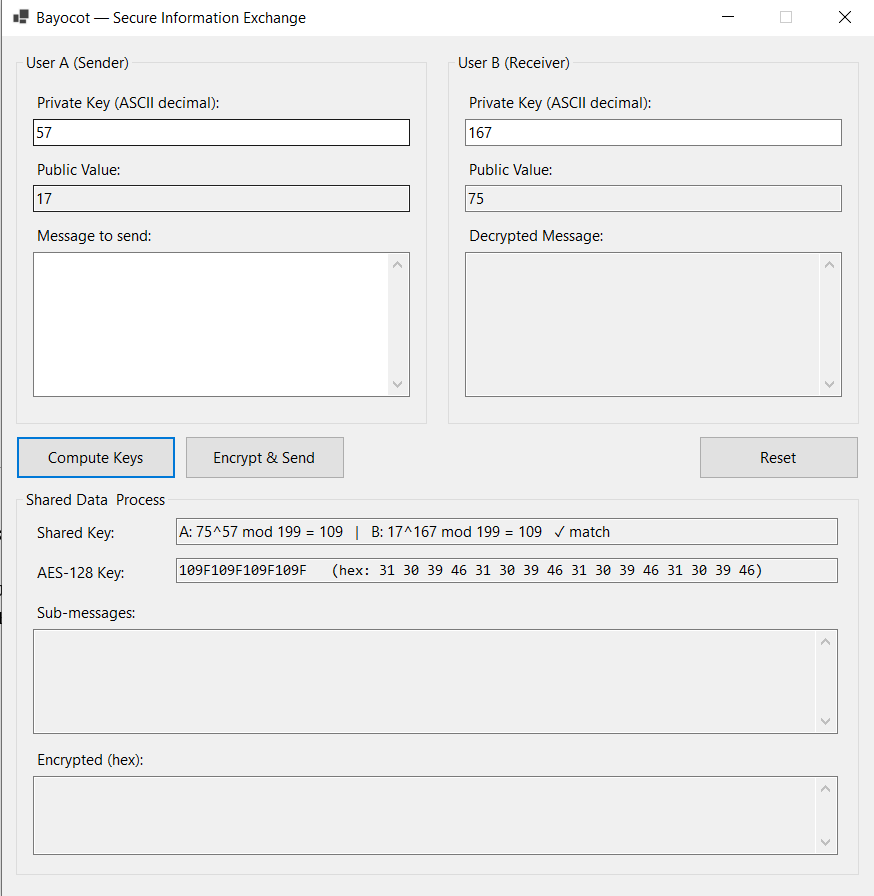 Bayocot — Secure Information Exchange
User A (Sender)
Private Key (ASCII decimal):
57
Public Value:
17
Message to send:
User B (Receiver)
Private Key (ASCII decimal):
167
Public Value:
75
Decrypted Message:
Compute Keys
Encrypt & Send
Reset
Shared Data  Process
Shared Key:
A: 75^57 mod 199 = 109   |   B: 17^167 mod 199 = 109   ✓ match
AES-128 Key:
109F109F109F109F   (hex: 31 30 39 46 31 30 39 46 31 30 39 46 31 30 39 46)
Sub-messages:
Encrypted (hex):